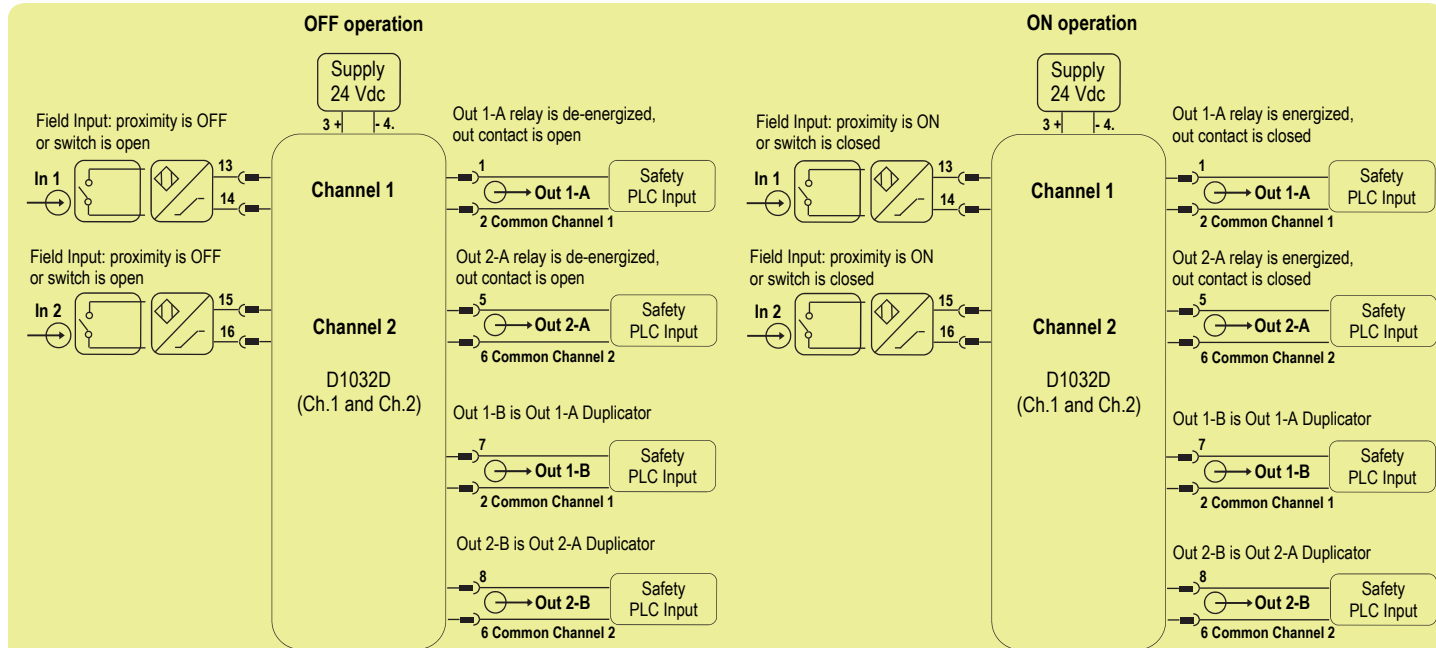 OFF operation
Supply
24 Vdc
3 +
- 4.
Field Input: proximity is OFF
or switch is open
In 1
13
14
Channel 1
Out 1-A relay is de-energized,
out contact is open
1
Out 1-A
Safety
PLC Input
2 Common Channel 1
Field Input: proximity is OFF
or switch is open
In 2
15
16
Channel 2
D1032D
(Ch.1 and Ch.2)
Out 2-A relay is de-energized,
out contact is open
5
Out 2-A
Safety
PLC Input
6 Common Channel 2
Out 1-B is Out 1-A Duplicator
7
Out 1-B
Safety
PLC Input
2 Common Channel 1
Out 2-B is Out 2-A Duplicator
8
Out 2-B
Safety
PLC Input
6 Common Channel 2
ON operation
Supply
24 Vdc
3 +
- 4.
Field Input: proximity is ON
or switch is closed
In 1
13
14
Channel 1
Out 1-A relay is energized,
out contact is closed
1
Out 1-A
Safety
PLC Input
2 Common Channel 1
Field Input: proximity is ON
or switch is closed
In 2
15
16
Channel 2
D1032D
(Ch.1 and Ch.2)
Out 2-A relay is energized,
out contact is closed
5
Out 2-A
Safety
PLC Input
6 Common Channel 2
Out 1-B is Out 1-A Duplicator
7
Out 1-B
Safety
PLC Input
2 Common Channel 1
Out 2-B is Out 2-A Duplicator
8
Out 2-B
Safety
PLC Input
6 Common Channel 2